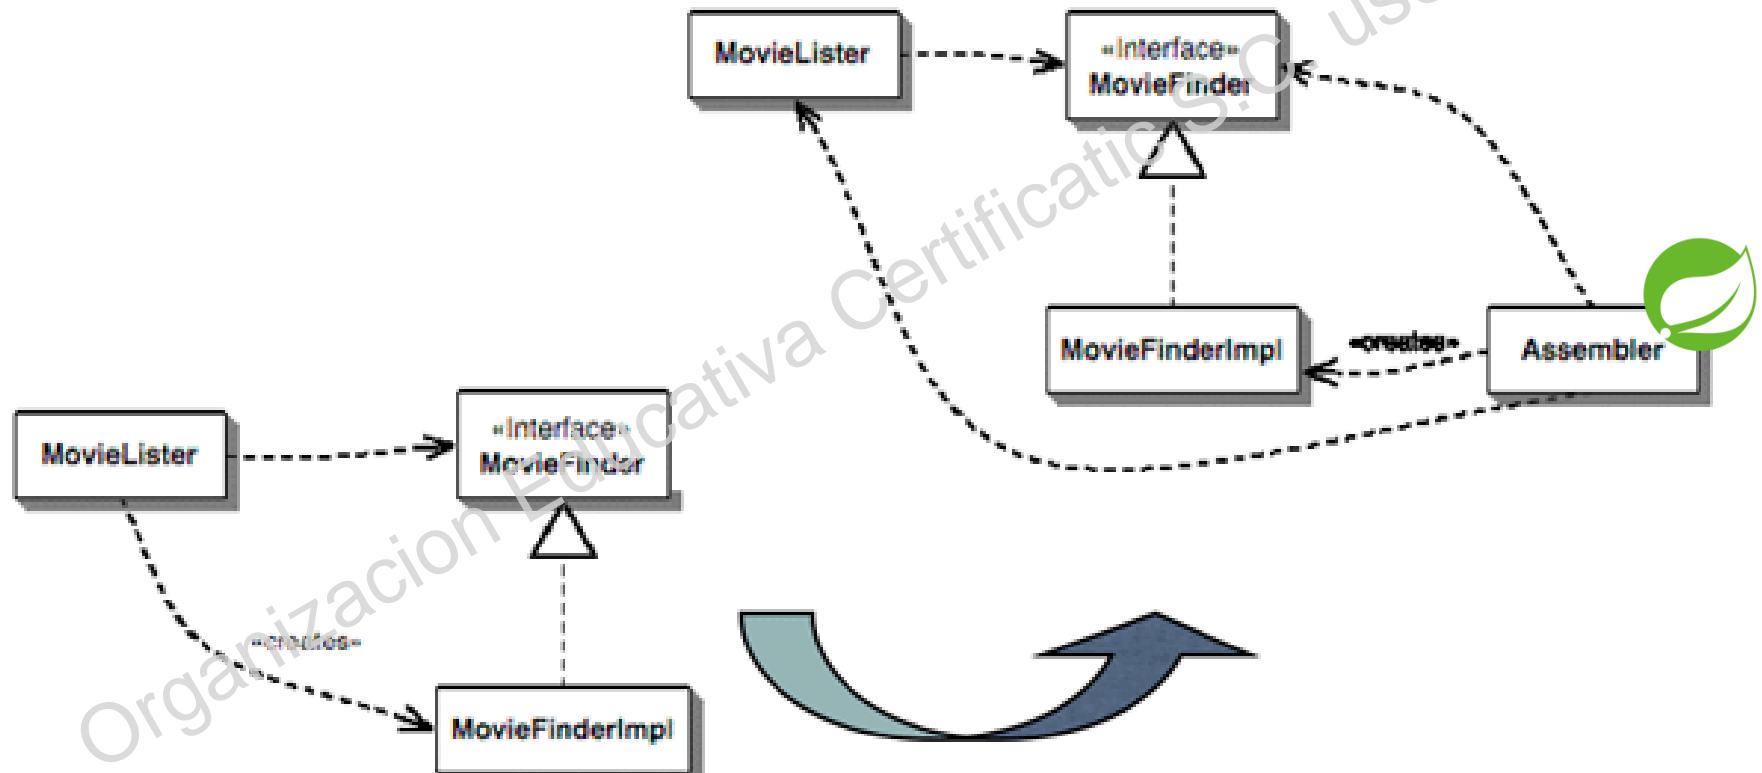 MovieLister
«Interface»
MovieFinder
MovieFinderImpl
«creates»
Assembler
MovieLister
«Interface»
MovieFinder
«creates»
MovieFinderImpl
Organizacion Educativa Certificatic S.C.